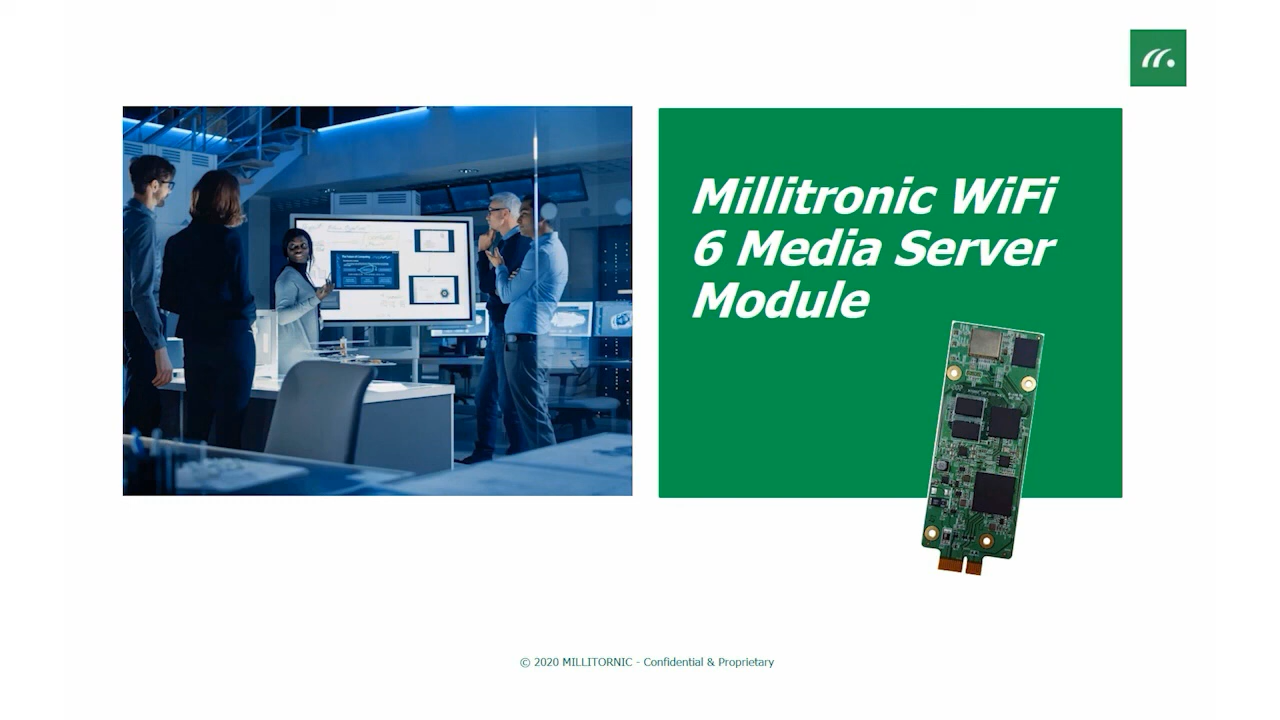 Millitronic WiFi
6 Media Server
Module
© 2020 MILLITORNIC - Confidential & Proprietary